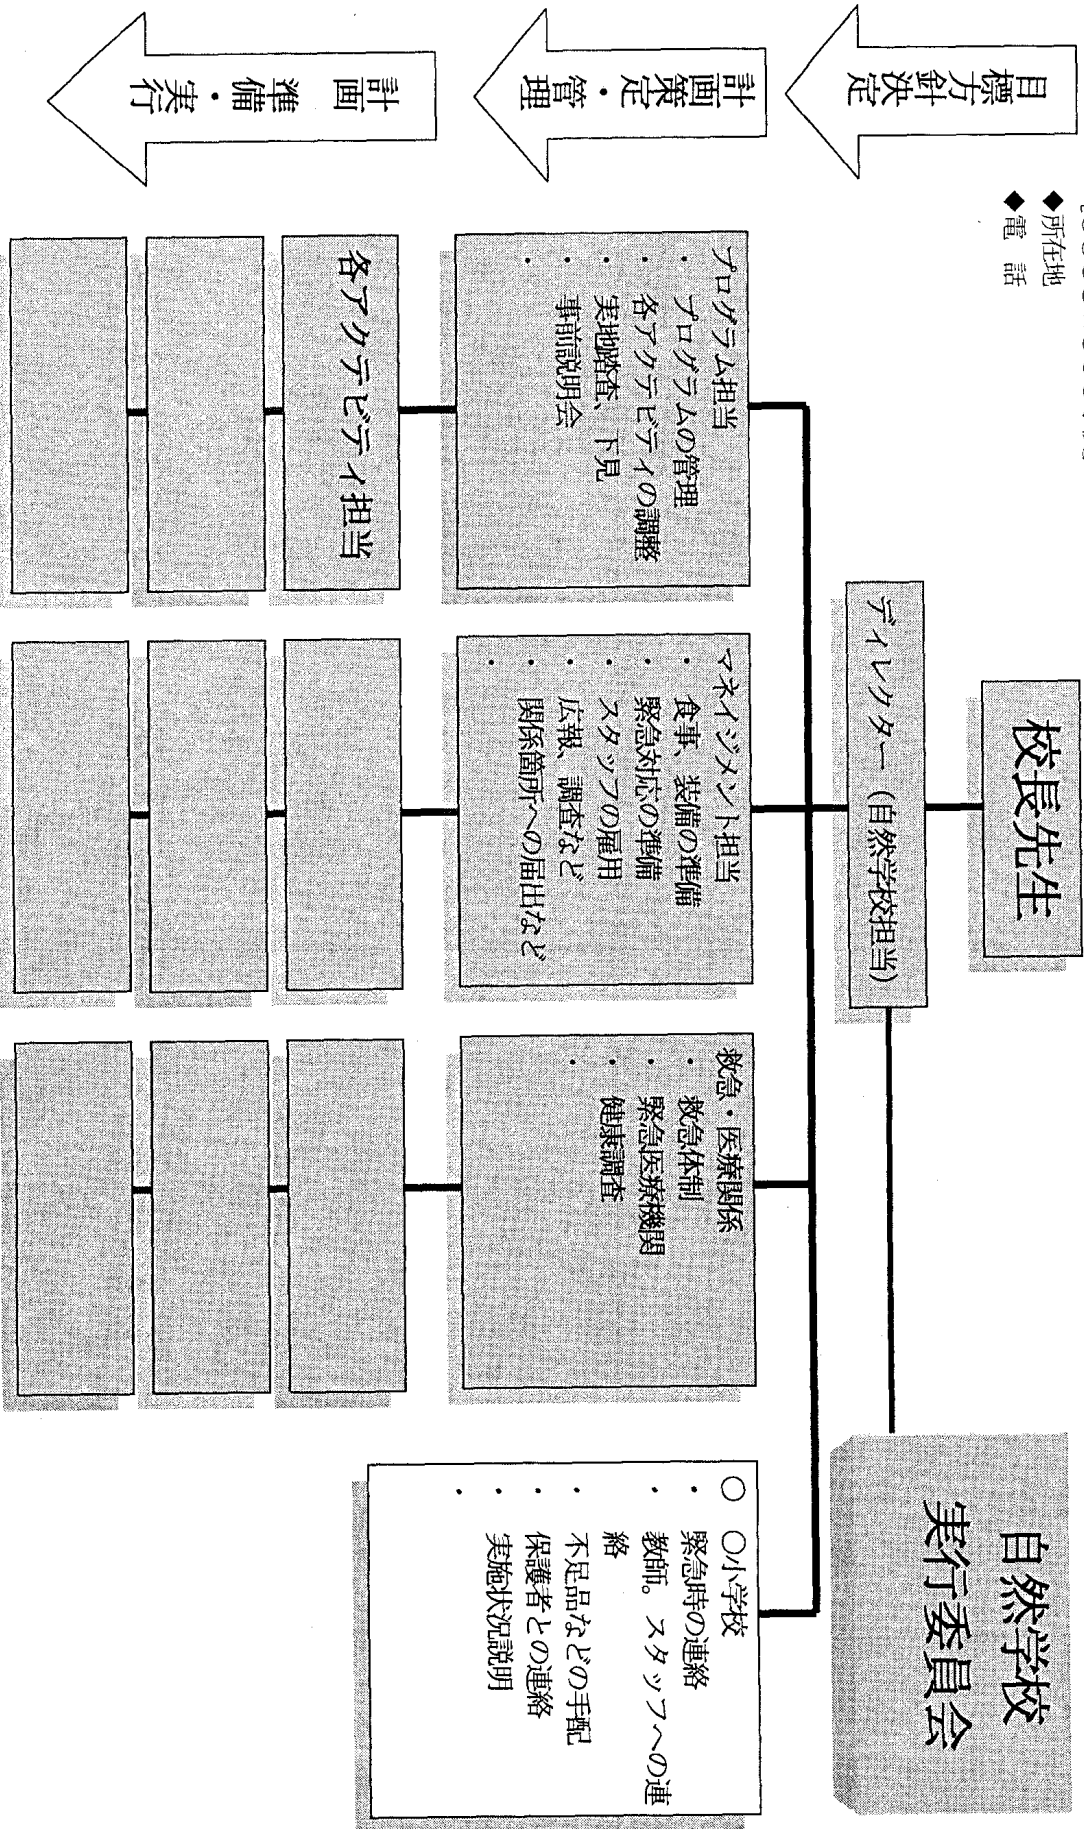 ◆所在地
◆電　話
目標方
針決定
計画策
定・管
理
計画
準備・
実行
校長先生
ディレクター（自然学校担当）
自然学校
実行委員会
プログラム担当
・　プログラムの管理
・　各アクテビティの調整
・　実地踏査、下見
・　事前説明会
・
各アクテビティ担当
マネイジメント担当
・　食事、装備の準備
・　緊急対応の準備
・　スタッフの雇用
・　広報、調査など
・　関係箇所への届出など
・
救急・医療関係
・　救急体制
・　緊急医療機関
・　健康調査
・
○　○小学校
・　緊急時の連絡
・　教師。スタッフへの連
絡
・　不足品などの手配
・　保護者との連絡
・　実施状況説明
・